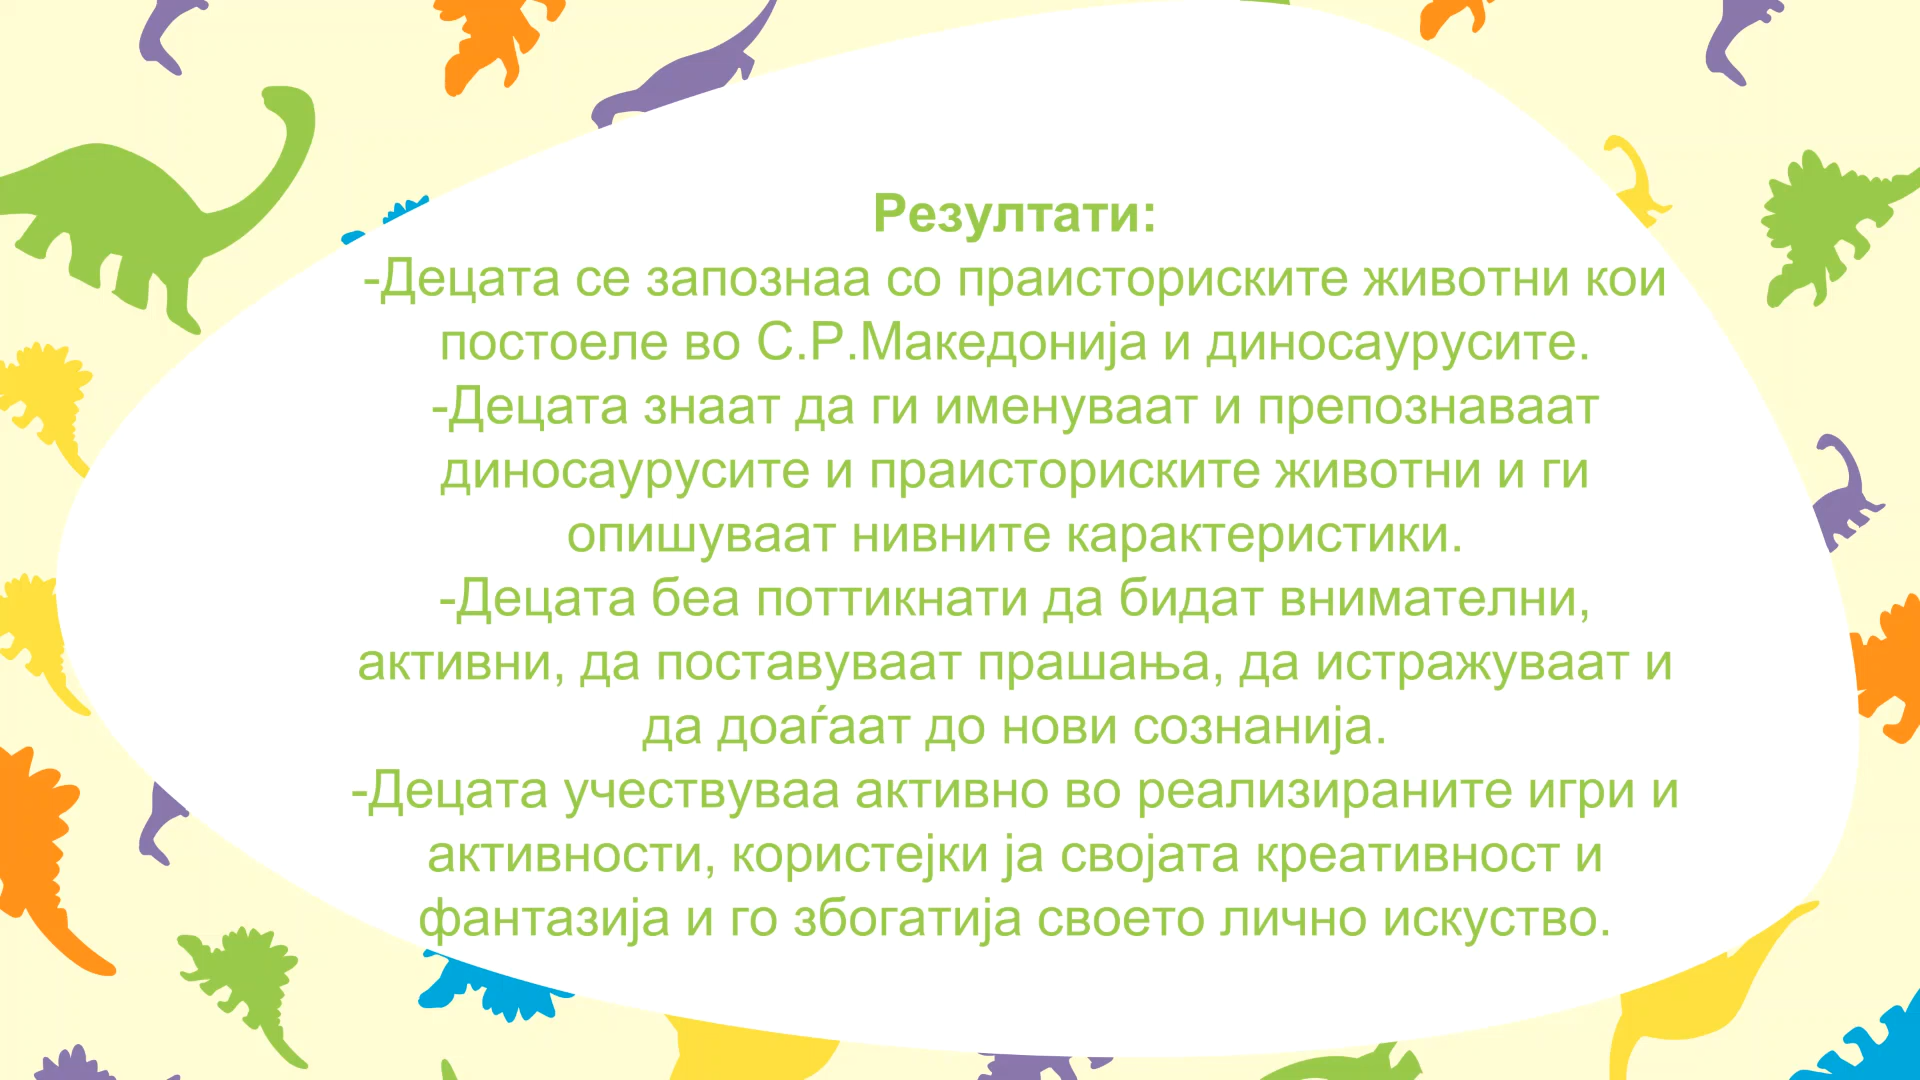 Резултати:
-Децата се запознаа со праисториските животни кои
постоеле во С.Р.Македонија и диносаурусите.
-Децата знаат да ги именуваат и препознаваат
диносаурусите и праисториските животни и ги
опишуваат нивните карактеристики.
-Децата беа поттикнати да бидат внимателни,
активни, да поставуваат прашања, да истражуваат и
да доаѓаат до нови сознанија.
-Децата учествуваа активно во реализираните игри и
активности, користејки ја својата креативност и
фантазија и го збогатија своето лично искуство.